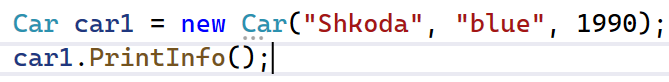 Car car1 = new Car("Shkoda", "blue", 1990);
car1.PrintInfo();